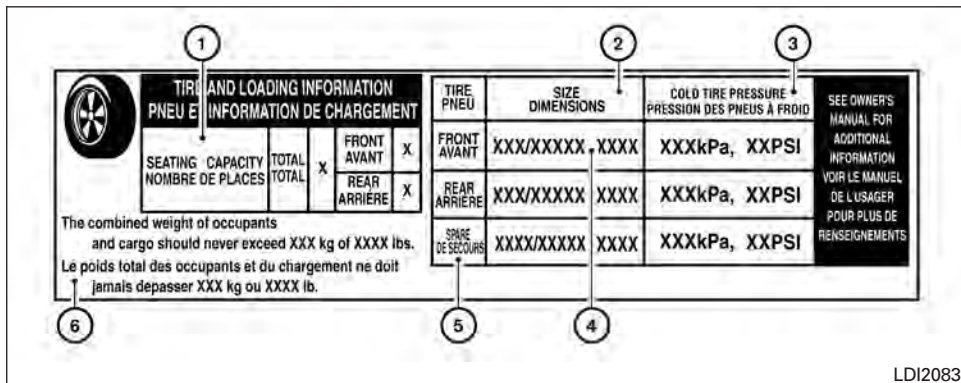 1
2
3
TIRE AND LOADING INFORMATION
PNEU ET INFORMATION DE CHARGEMENT
SEATING CAPACITY
NOMBRE DE PLACES
TOTAL
TOTAL
X
FRONT
AVANT
X
REAR
ARRIÉRE
X
The combined weight of occupants
and cargo should never exceed XXX kg of XXXX lbs.
Le poids total des occupants et du chargement ne doit
jamais depasser XXX kg ou XXXX lb.
TIRE
PNEU
SIZE
DIMENSIONS
COLD TIRE PRESSURE
PRESSION DES PNEUS À FROID
FRONT
AVANT
XXX/XXXXX XXXX
XXXkPa, XXPSI
REAR
ARRIÈRE
XXX/XXXXX XXXX
XXXkPa, XXPSI
SPARE
DE SECOURS
XXXX/XXXXX XXXX
XXXkPa, XXPSI
SEE OWNER'S
MANUAL FOR
ADDITIONAL
INFORMATION
VOIR LE MANUEL
DE L'USAGER
POUR PLUS DE
RENSEIGNEMENTS
6
5
4
LDI2083